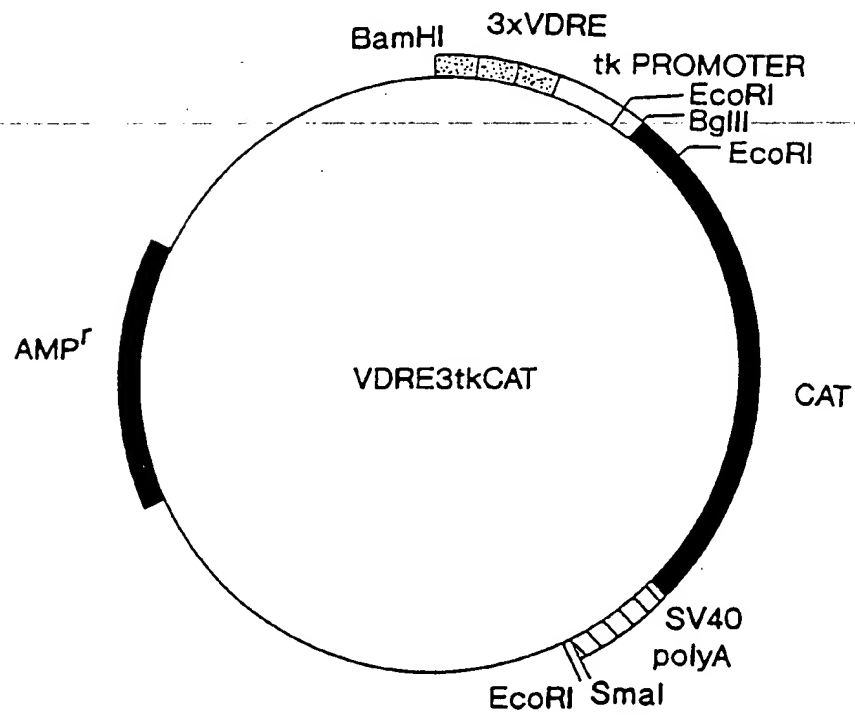 BamHI
3xVDRE
tk PROMOTER
EcoRI
BglII
EcoRI
AMPr
VDRE3tkCAT
CAT
SV40
polyA
EcoRI
SmaI